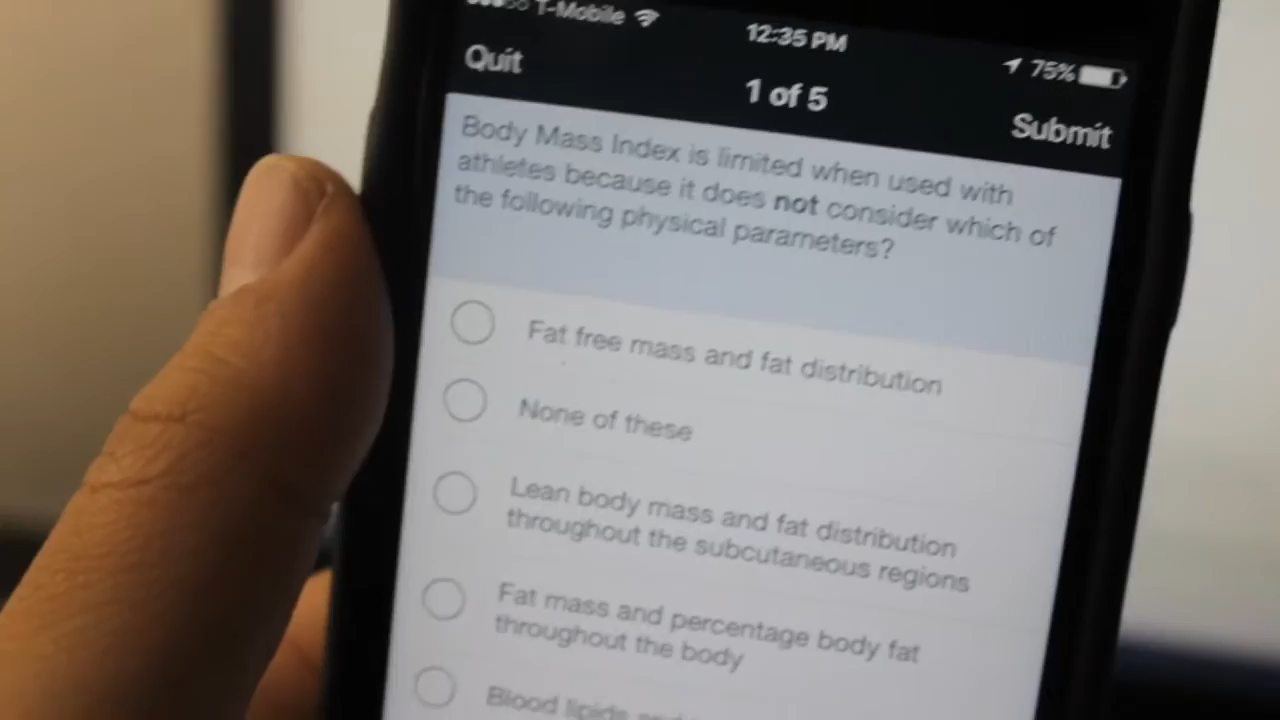 T-Mobile 12:35 PM 75%
Quit 1 of 5 Submit
Body Mass Index is limited when used with
athletes because it does not consider which of
the following physical parameters?
Fat free mass and fat distribution
None of these
Lean body mass and fat distribution
throughout the subcutaneous regions
Fat mass and percentage body fat
throughout the body
Blood lipids